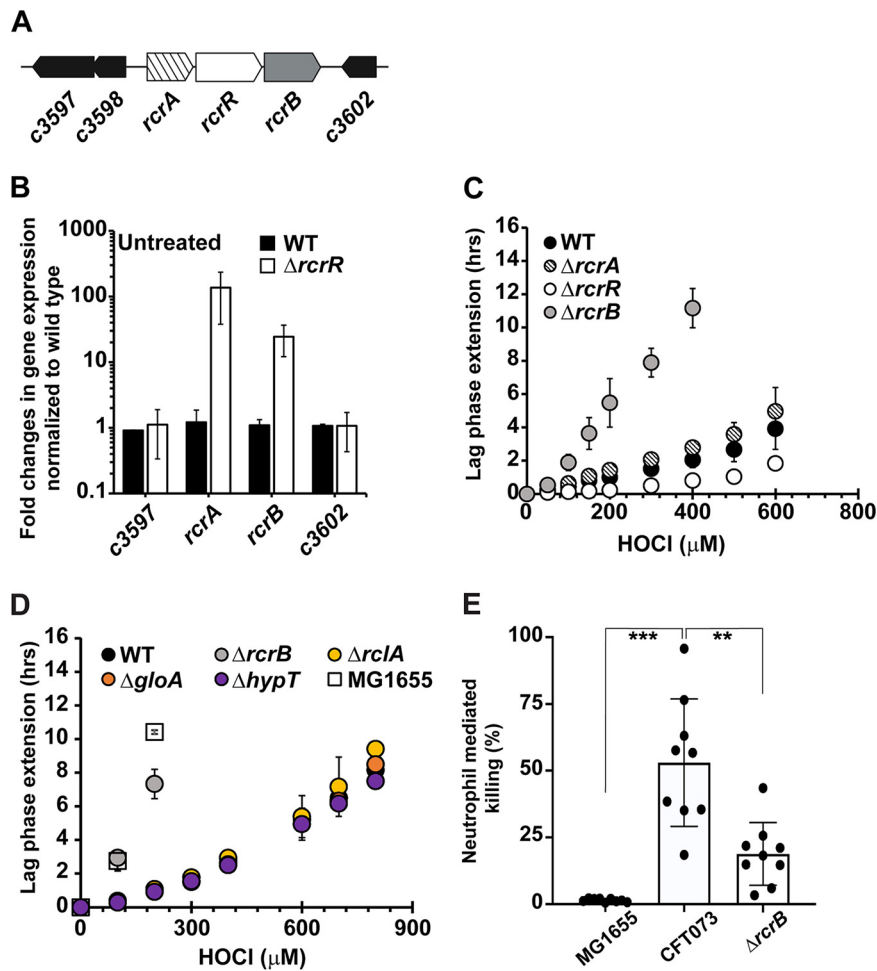 A
c3597 c3598 rcrA rcrR rcrB c3602
B
Fold changes in gene expression
normalized to wild type
1000
100
10
1
0.1
Untreated
WT
ΔrcrR
c3597 rcrA rcrB c3602
C
Lag phase extension (hrs)
16
14
12
10
8
6
4
2
0
WT
ΔrcrA
ΔrcrR
ΔrcrB
0 200 400 600 800
HOCl (µM)
D
Lag phase extension (hrs)
16
14
12
10
8
6
4
2
0
WT ΔrcrB ΔrclA
ΔgloA ΔhypT MG1655
0 300 600 900
HOCl (µM)
E
Neutrophil mediated
killing (%)
100
75
50
25
0
*** **
MG1655 CFT073 ΔrcrB